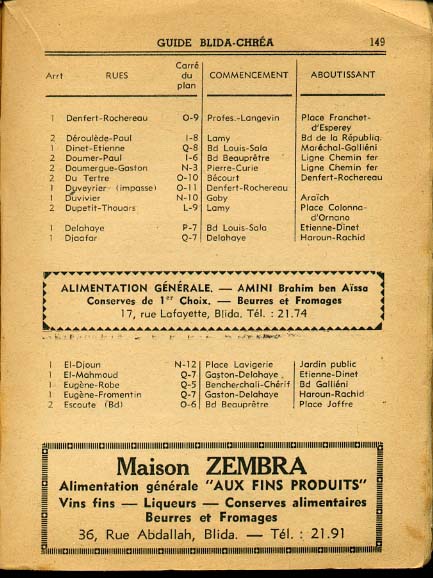 GUIDE BLIDA-CHRÉA 149
Arrt RUES Carré du plan COMMENCEMENT ABOUTISSANT
1 Denfert-Rochereau O-9 Profes.-Langevin Place Franchet-
d'Esperey
2 Déroulède-Paul I-8 Lamy Bd de la Républiq.
1 Dinet-Etienne Q-8 Bd Louis-Sala Maréchal-Galliéni
2 Doumer-Paul I-6 Bd Beauprêtre Ligne Chemin fer
2 Doumergue-Gaston N-3 Pierre-Curie Ligne Chemin fer
2 Du Tertre O-10 Bécourt Denfert-Rochereau
1 Duveyrier (impasse) O-11 Denfert-Rochereau
1 Duvivier N-10 Goby Araïch
2 Dupetit-Thouars L-9 Lamy Place Colonna-
d'Ornano
1 Delahaye P-7 Bd Louis-Sala Etienne-Dinet
1 Djaafar Q-7 Delahaye Haroun-Rachid
ALIMENTATION GÉNÉRALE. — AMINI Brahim ben Aïssa
Conserves de 1er Choix. — Beurres et Fromages
17, rue Lafayette, Blida. Tél. : 21.74
1 El-Djoun N-12 Place Lavigerie Jardin public
1 El-Mahmoud Q-7 Gaston-Delahaye Etienne-Dinet
1 Eugène-Robe Q-5 Bencherchali-Chérif Bd Galliéni
1 Eugène-Fromentin Q-7 Gaston-Delahaye Haroun-Rachid
2 Escoute (Bd) O-6 Bd Beauprêtre Place Joffre
Maison ZEMBRA
Alimentation générale "AUX FINS PRODUITS"
Vins fins — Liqueurs — Conserves alimentaires
Beurres et Fromages
36, Rue Abdallah, Blida. — Tél. : 21.91